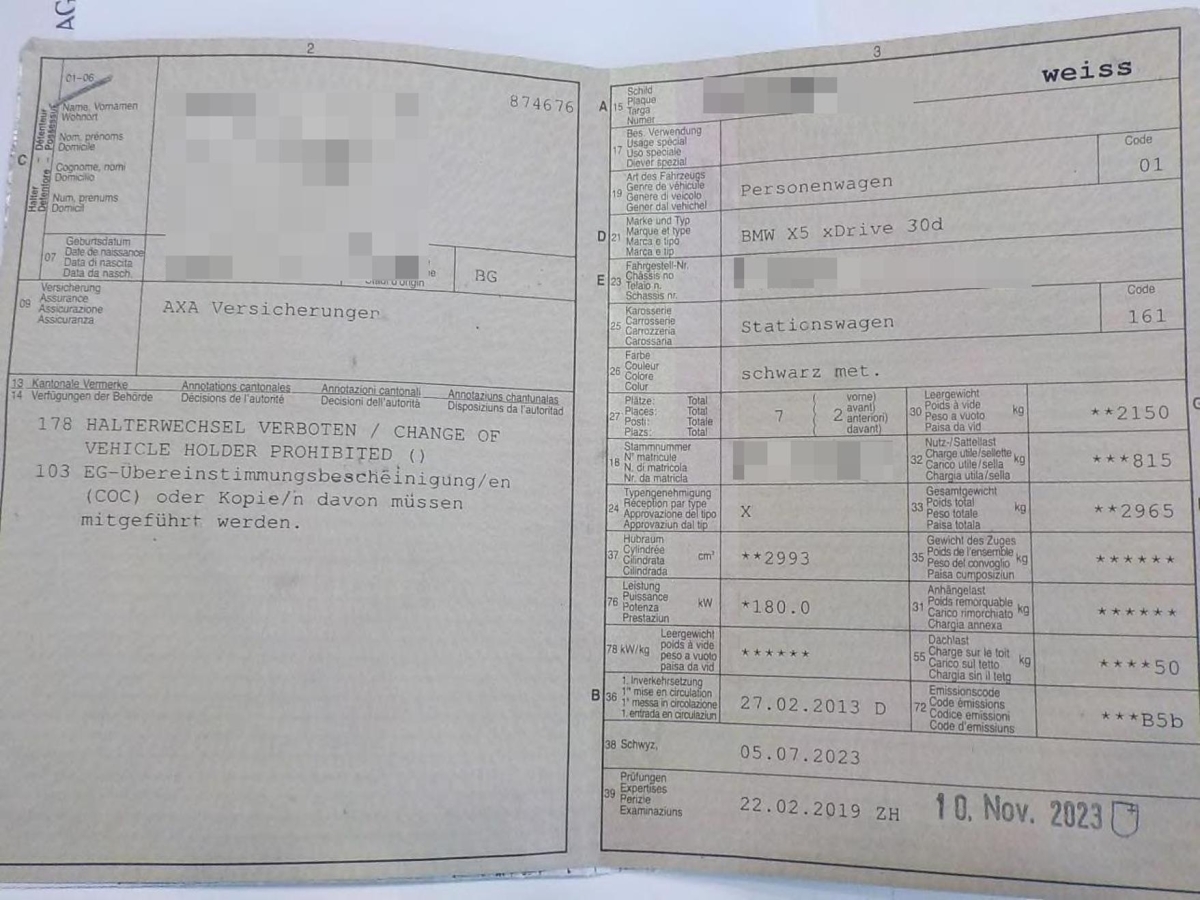 AG
2
01-06
Name, Vornamen
Wohnort
Nom, prénoms
Domicile
Cognome, nomi
Domicilio
Num, prenums
Domicil
C
Halter - Détenteur
Detentore - Possessur
874676
07
Geburtsdatum
Date de naissance
Data di nascita
Data da nasch.
BG
09
Versicherung
Assurance
Assicurazione
Assicuranza
AXA Versicherungen
13 Kantonale Vermerke Annotations cantonales Annotazioni cantonali Annotaziuns chantunalas
14 Verfügungen der Behörde Décisions de l'autorité Decisioni dell'autorità Disposiziuns da l'autoritad
178 HALTERWECHSEL VERBOTEN / CHANGE OF
VEHICLE HOLDER PROHIBITED ()
103 EG-Übereinstimmungsbescheinigung/en
(COC) oder Kopie/n davon müssen
mitgeführt werden.
3
weiss
A 15
Schild
Plaque
Targa
Numer
17
Bes. Verwendung
Usage spécial
Uso speciale
Diever spezial
19
Art des Fahrzeugs
Genre de véhicule
Genere di veicolo
Gener dal vehichel
Personenwagen
Code
01
D 21
Marke und Typ
Marque et type
Marca e tipo
Marca e tip
BMW X5 xDrive 30d
E 23
Fahrgestell-Nr.
Châssis no
Telaio n.
Schassis nr.
25
Karosserie
Carrosserie
Carrozzeria
Carossaria
Stationswagen
Code
161
26
Farbe
Couleur
Colore
Colur
schwarz met.
27
Plätze: Total
Places: Total
Posti: Totale
Plazs: Total
7 ( 2 vorne)
avant)
anteriori)
davant)
30
Leergewicht
Poids à vide
Peso a vuoto
Paisa da vid
kg
**2150
18
Stammnummer
N° matricule
N. di matricola
Nr. da matricla
32
Nutz-/Sattellast
Charge utile/sellette
Carico utile/sella
Chargia utila/sella
kg
***815
24
Typengenehmigung
Réception par type
Approvazione del tipo
Approvaziun dal tip
X
33
Gesamtgewicht
Poids total
Peso totale
Paisa totala
kg
**2965
37
Hubraum
Cylindrée
Cilindrata
Cilindrada
cm³
**2993
35
Gewicht des Zuges
Poids de l'ensemble
Peso del convoglio
Paisa cumposiziun
kg
******
76
Leistung
Puissance
Potenza
Prestaziun
kW
*180.0
31
Anhängelast
Poids remorquable
Carico rimorchiato
Chargia annexa
kg
******
78 kW/kg
Leergewicht
poids à vide
peso a vuoto
paisa da vid
******
55
Dachlast
Charge sur le toit
Carico sul tetto
Chargia sin il tetg
kg
****50
B 36
1. Inverkehrsetzung
1re mise en circulation
1a messa in circolazione
1. entrada en circulaziun
27.02.2013 D
72
Emissionscode
Code émissions
Codice emissioni
Code d'emissiuns
***B5b
38 Schwyz,
05.07.2023
39
Prüfungen
Expertises
Perizie
Examinaziuns
22.02.2019 ZH
10. Nov. 2023